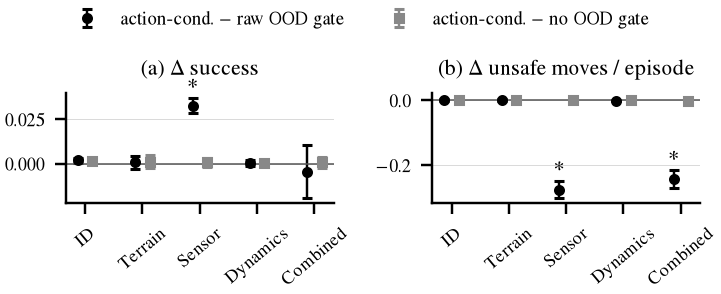 action-cond. − raw OOD gate
action-cond. − no OOD gate
(a) Δ success
(b) Δ unsafe moves / episode
*
0.025
0.000
ID
Terrain
Sensor
Dynamics
Combined
0.0
−0.2
*
*
ID
Terrain
Sensor
Dynamics
Combined